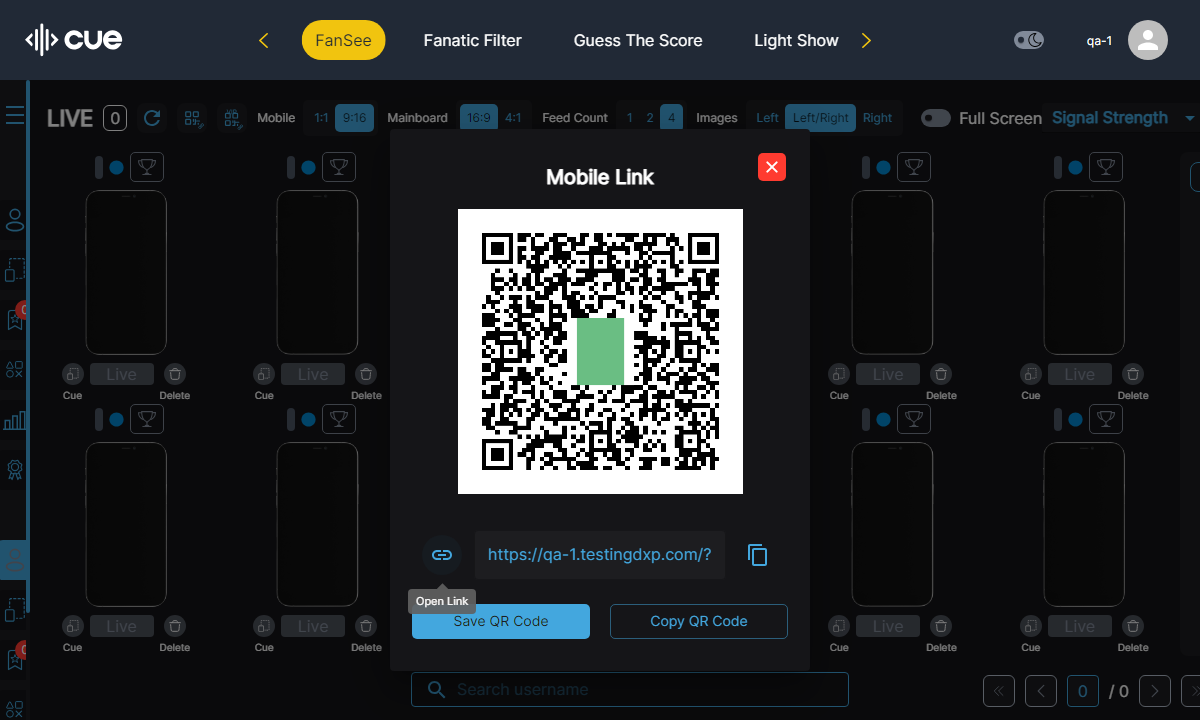 cue
FanSee
Fanatic Filter
Guess The Score
Light Show
qa-1
LIVE 0
Mobile 1:1 9:16
Mainboard 16:9 4:1
Feed Count 1 2 4
Images Left Left/Right Right
Full Screen
Signal Strength
Mobile Link
Live Live Live Live
Cue Delete Cue Delete Cue Delete Cue Delete
https://qa-1.testingdxp.com/?
Open Link
Save QR Code
Copy QR Code
Live Live Live Live
Cue Delete Cue Delete Cue Delete Cue Delete
Search username
0 / 0